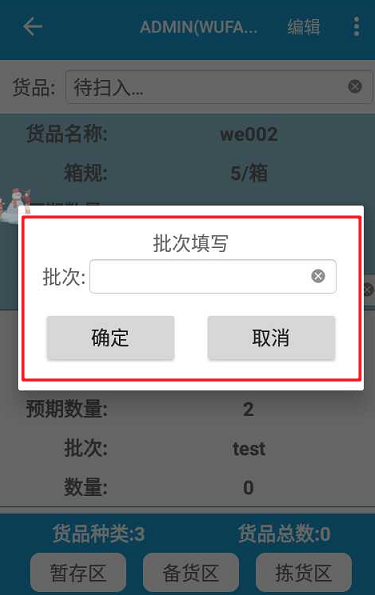 ADMIN(WUFA... 编辑
货品: 待扫入...
货品名称: we002
箱规: 5/箱
批次填写
批次:
确定 取消
预期数量: 2
批次: test
数量: 0
货品种类:3 货品总数:0
暂存区 备货区 拣货区